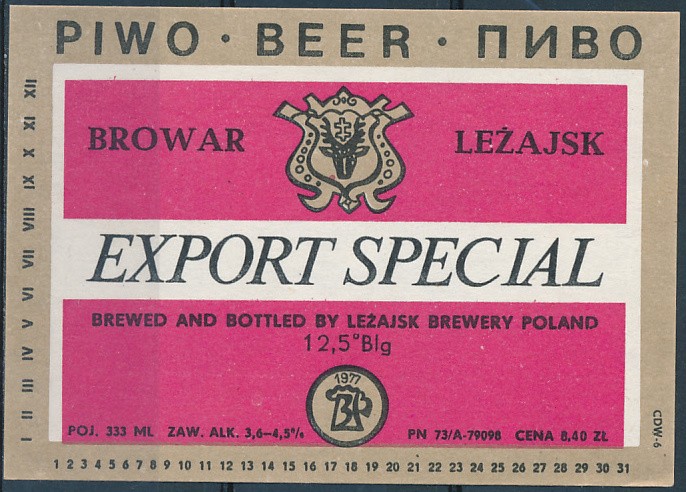 PIWO · BEER · ПИВО
BROWAR LEŻAJSK
EXPORT SPECIAL
BREWED AND BOTTLED BY LEŻAJSK BREWERY POLAND
12,5°Blg
1977
POJ. 333 ML ZAW. ALK. 3,6–4,5% PN 73/A-79098 CENA 8,40 ZŁ
I II III IV V VI VII VIII IX X XI XII
CDW-6
1 2 3 4 5 6 7 8 9 10 11 12 13 14 15 16 17 18 19 20 21 22 23 24 25 26 27 28 29 30 31